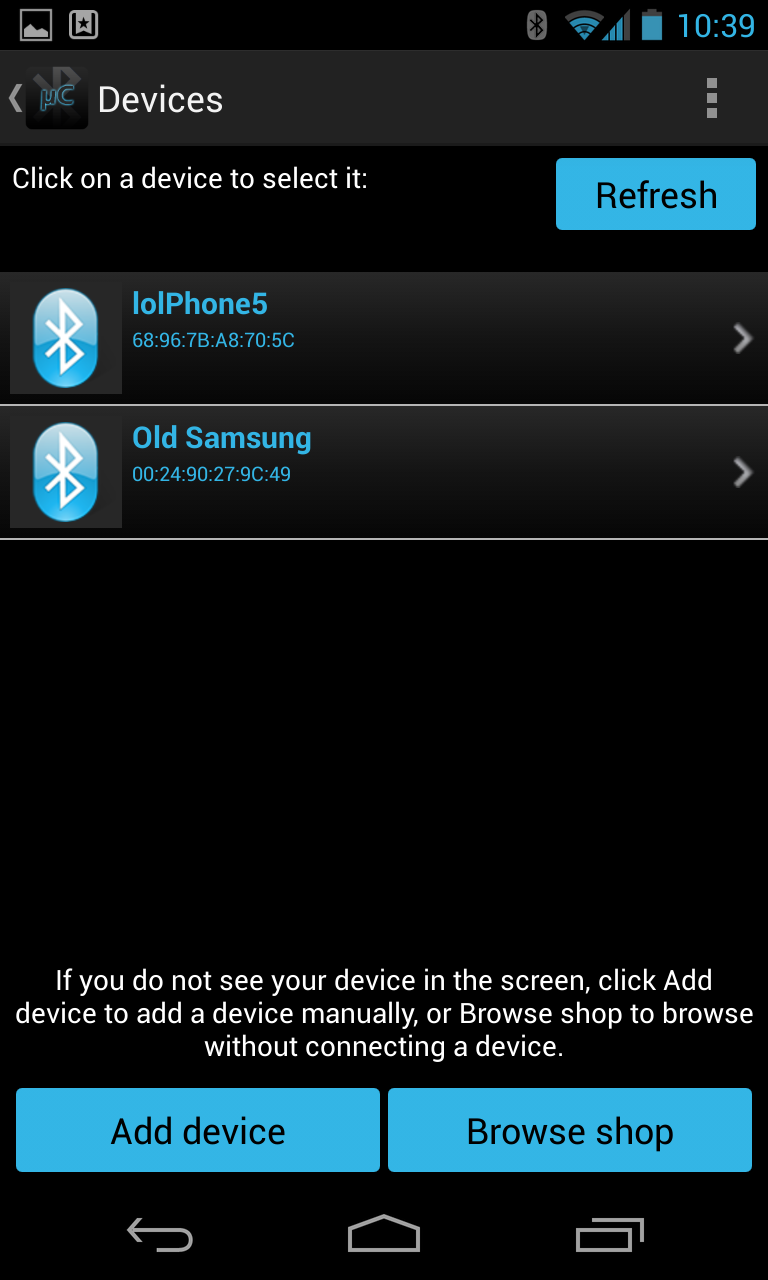 10:39
μC
Devices
Click on a device to select it:
Refresh
lolPhone5
68:96:7B:A8:70:5C
Old Samsung
00:24:90:27:9C:49
If you do not see your device in the screen, click Add
device to add a device manually, or Browse shop to browse
without connecting a device.
Add device
Browse shop